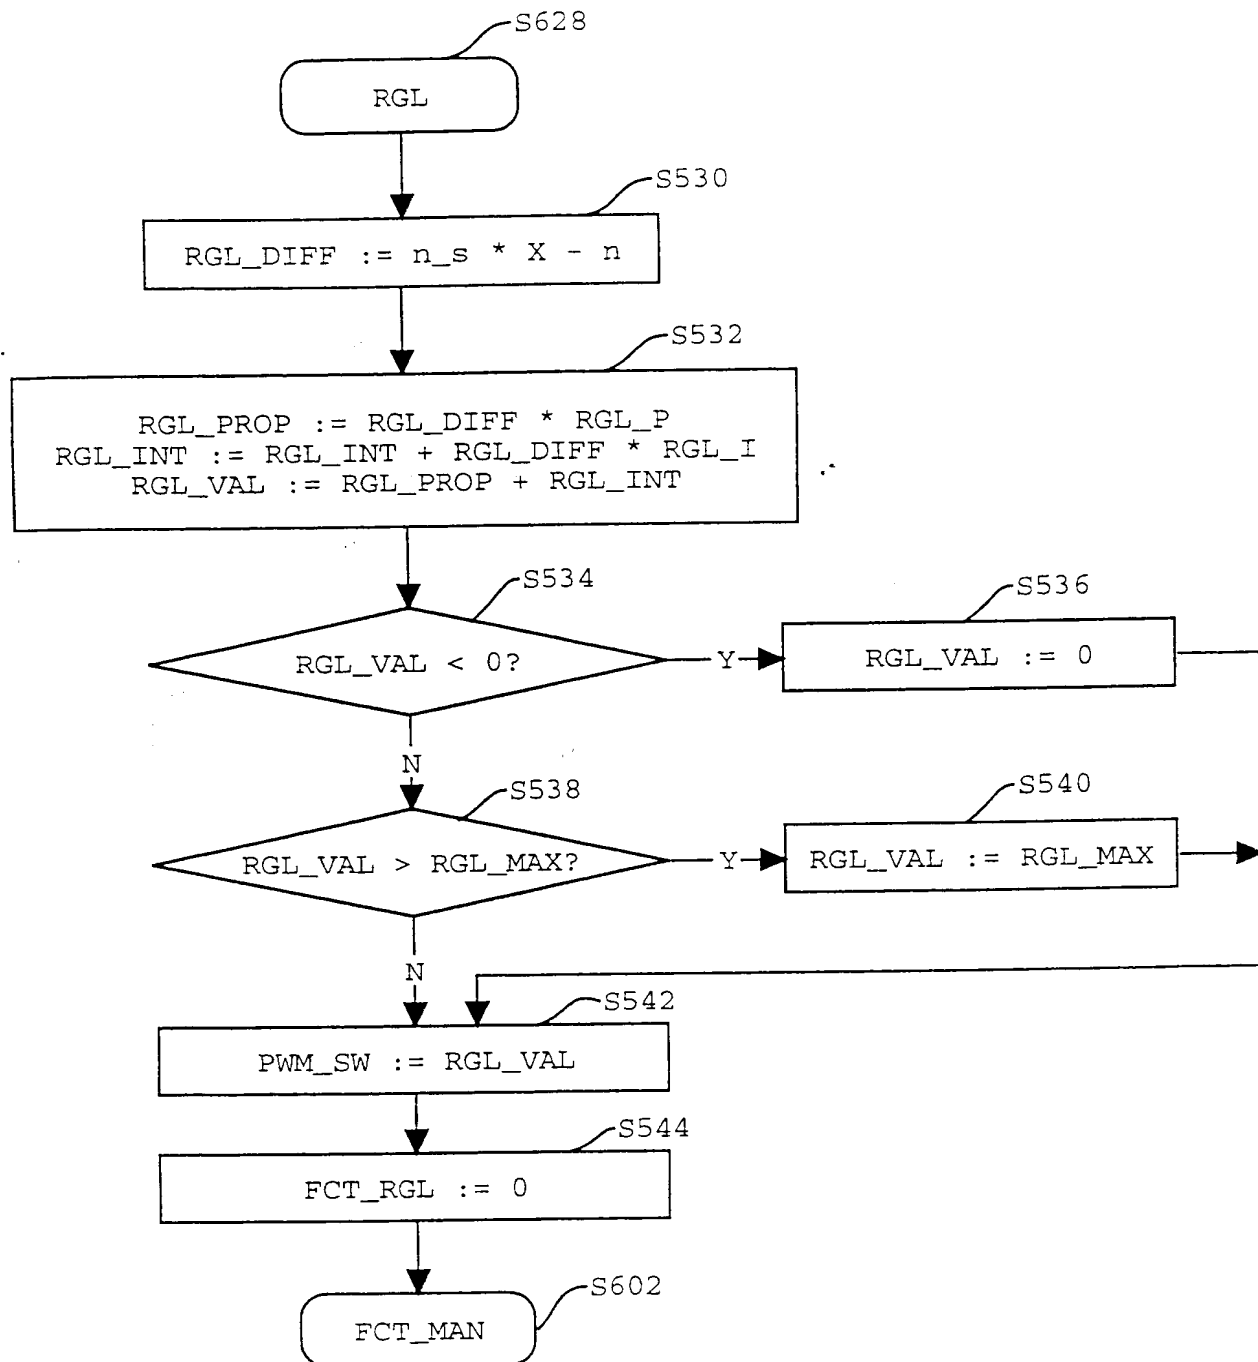 S628
RGL
S530
RGL_DIFF := n_s * X - n
S532
RGL_PROP := RGL_DIFF * RGL_P
RGL_INT := RGL_INT + RGL_DIFF * RGL_I
RGL_VAL := RGL_PROP + RGL_INT
S534
RGL_VAL < 0?
Y
S536
RGL_VAL := 0
N
S538
RGL_VAL > RGL_MAX?
Y
S540
RGL_VAL := RGL_MAX
N
S542
PWM_SW := RGL_VAL
S544
FCT_RGL := 0
S602
FCT_MAN